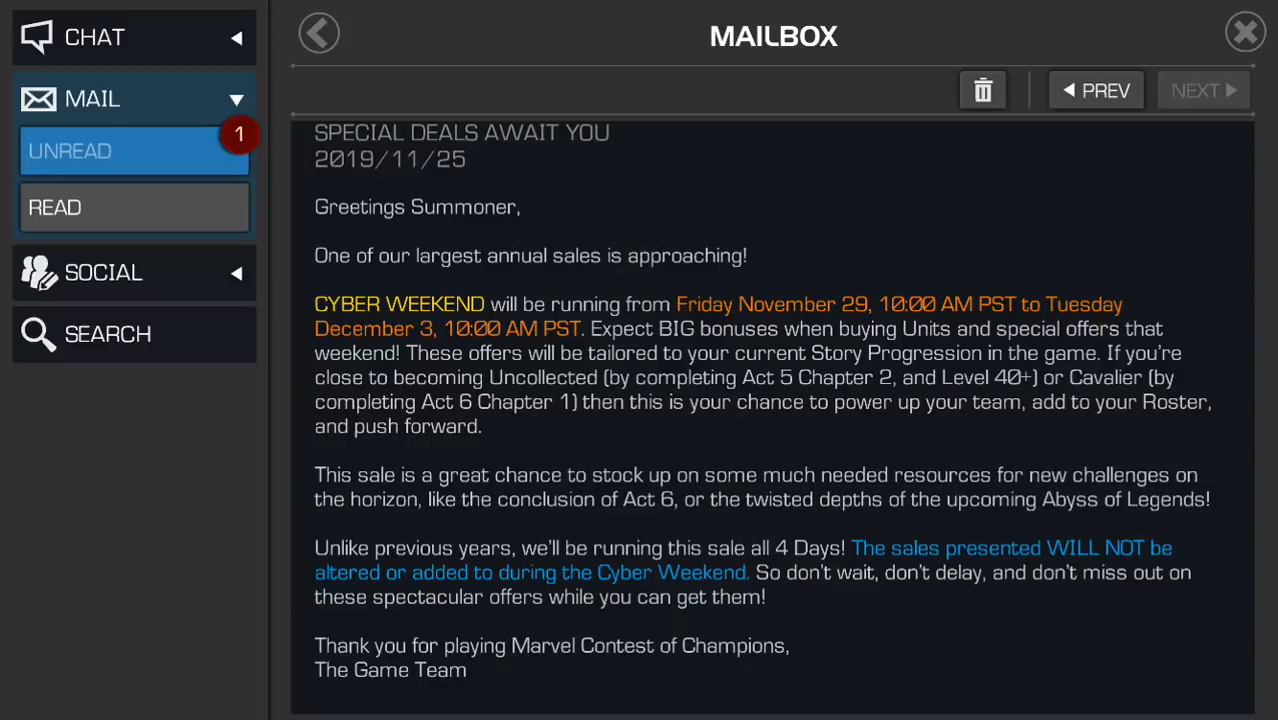 CHAT
MAILBOX
MAIL
PREV
NEXT
1
UNREAD
READ
SOCIAL
SEARCH
SPECIAL DEALS AWAIT YOU
2019/11/25
Greetings Summoner,
One of our largest annual sales is approaching!
CYBER WEEKEND will be running from Friday November 29, 10:00 AM PST to Tuesday
December 3, 10:00 AM PST. Expect BIG bonuses when buying Units and special offers that
weekend! These offers will be tailored to your current Story Progression in the game. If you're
close to becoming Uncollected (by completing Act 5 Chapter 2, and Level 40+) or Cavalier (by
completing Act 6 Chapter 1) then this is your chance to power up your team, add to your Roster,
and push forward.
This sale is a great chance to stock up on some much needed resources for new challenges on
the horizon, like the conclusion of Act 6, or the twisted depths of the upcoming Abyss of Legends!
Unlike previous years, we'll be running this sale all 4 Days! The sales presented WILL NOT be
altered or added to during the Cyber Weekend. So don't wait, don't delay, and don't miss out on
these spectacular offers while you can get them!
Thank you for playing Marvel Contest of Champions,
The Game Team